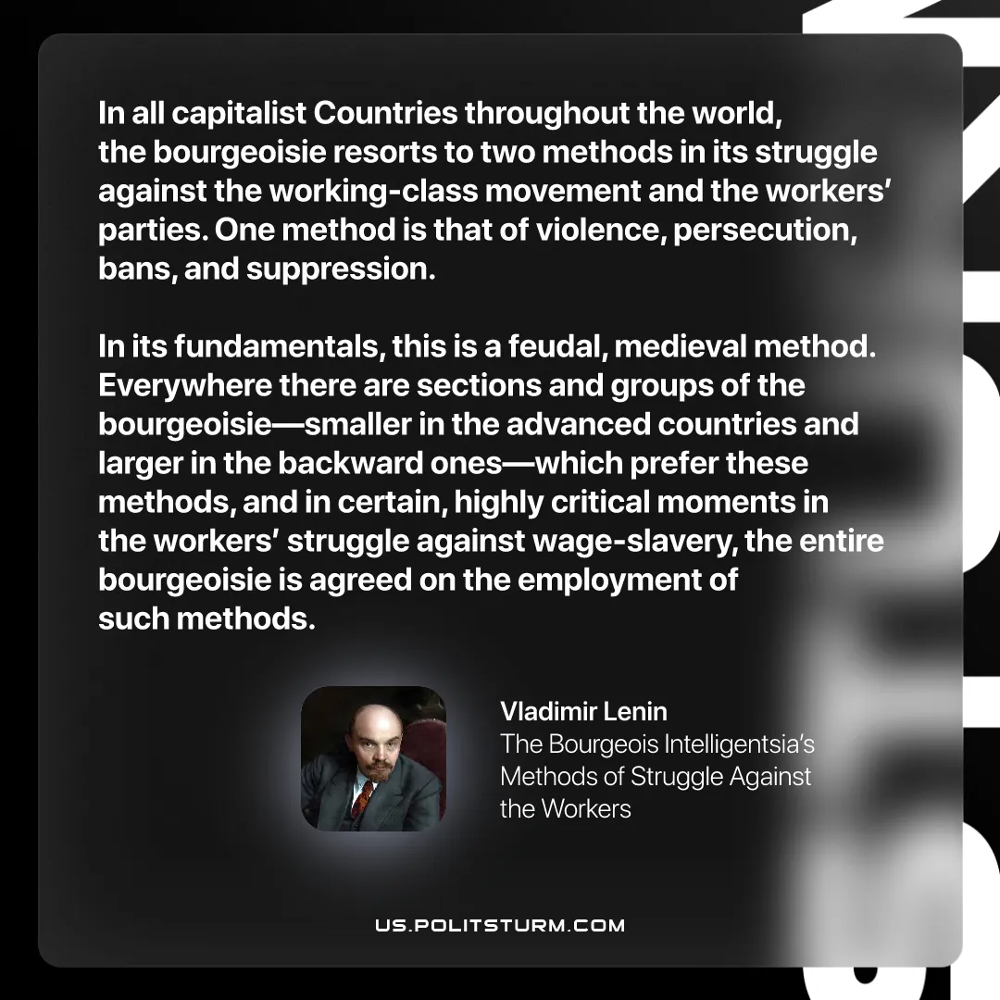 In all capitalist Countries throughout the world,
the bourgeoisie resorts to two methods in its struggle
against the working-class movement and the workers’
parties. One method is that of violence, persecution,
bans, and suppression.
In its fundamentals, this is a feudal, medieval method.
Everywhere there are sections and groups of the
bourgeoisie—smaller in the advanced countries and
larger in the backward ones—which prefer these
methods, and in certain, highly critical moments in
the workers’ struggle against wage-slavery, the entire
bourgeoisie is agreed on the employment of
such methods.
Vladimir Lenin
The Bourgeois Intelligentsia’s
Methods of Struggle Against
the Workers
US.POLITSTURM.COM